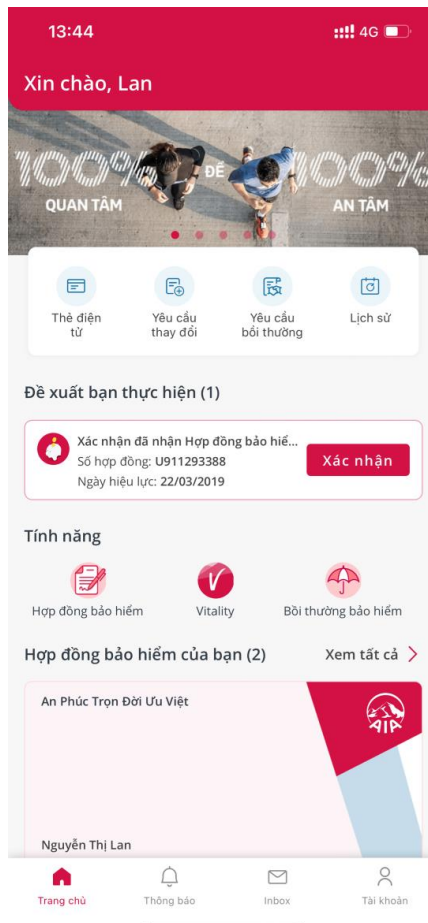 13:44
4G
Xin chào, Lan
100% ĐỂ 100%
QUAN TÂM
AN TÂM
Thẻ điện
từ
Yêu cầu
thay đổi
Yêu cầu
bồi thường
Lịch sử
Đề xuất bạn thực hiện (1)
Xác nhận đã nhận Hợp đồng bảo hiể...
Số hợp đồng: U911293388
Ngày hiệu lực: 22/03/2019
Xác nhận
Tính năng
Hợp đồng bảo hiểm
Vitality
Bồi thường bảo hiểm
Hợp đồng bảo hiểm của bạn (2)
Xem tất cả
An Phúc Trọn Đời Ưu Việt
AIA
Nguyễn Thị Lan
Trang chủ
Thông báo
Inbox
Tài khoản